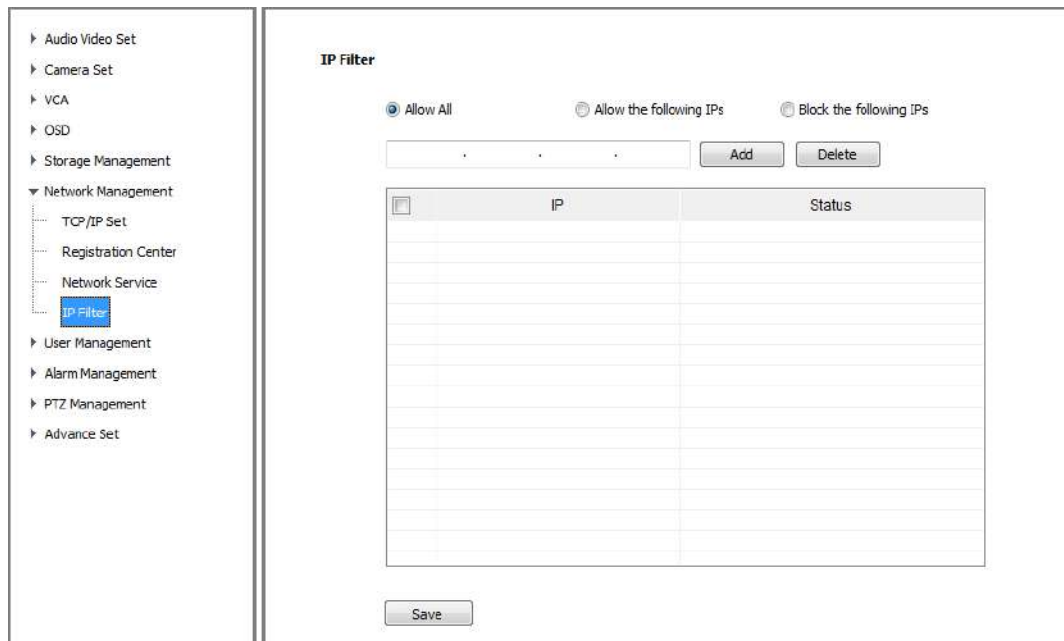 Audio Video Set
Camera Set
VCA
OSD
Storage Management
Network Management
TCP/IP Set
Registration Center
Network Service
IP Filter
User Management
Alarm Management
PTZ Management
Advance Set
IP Filter
Allow All Allow the following IPs Block the following IPs
. . . Add Delete
IP Status
Save